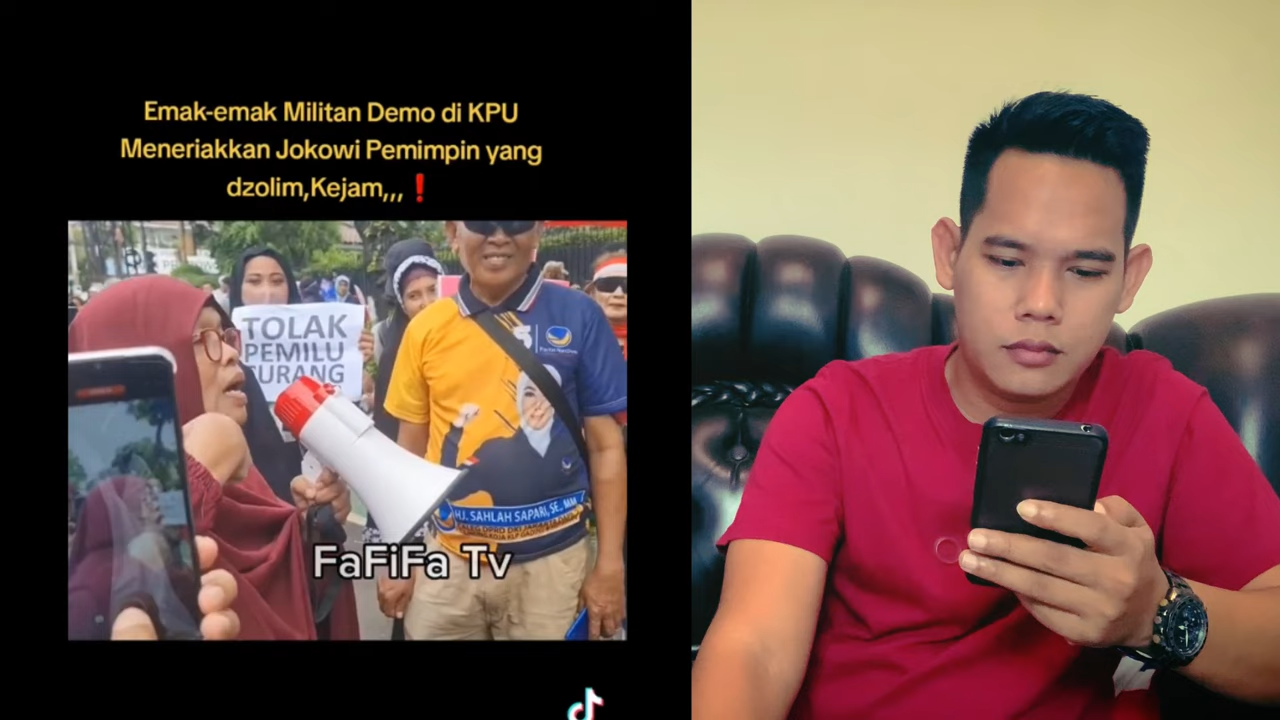 Emak-emak Militan Demo di KPU
Meneriakkan Jokowi Pemimpin yang
dzolim,Kejam,,,❗
TOLAK
PEMILU
CURANG
H.J. SAHLAH SAPARI, SE., MM
FaFiFa Tv